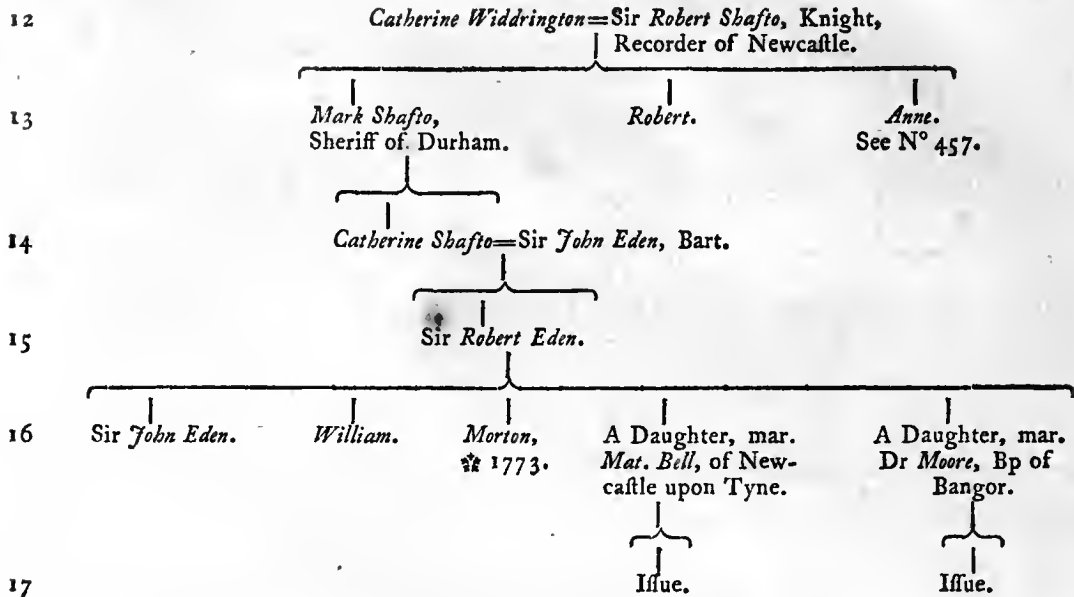 12 Catherine Widdrington=Sir Robert Shafto, Knight,
Recorder of Newcaſtle.
13 Mark Shafto, Robert. Anne.
Sheriff of Durham. See N° 457.
14 Catherine Shafto=Sir John Eden, Bart.
15 Sir Robert Eden.
16 Sir John Eden. William. Morton, A Daughter, mar. A Daughter, mar.
1773. Mat. Bell, of New- Dr Moore, Bp of
caſtle upon Tyne. Bangor.
17 Iſſue. Iſſue.